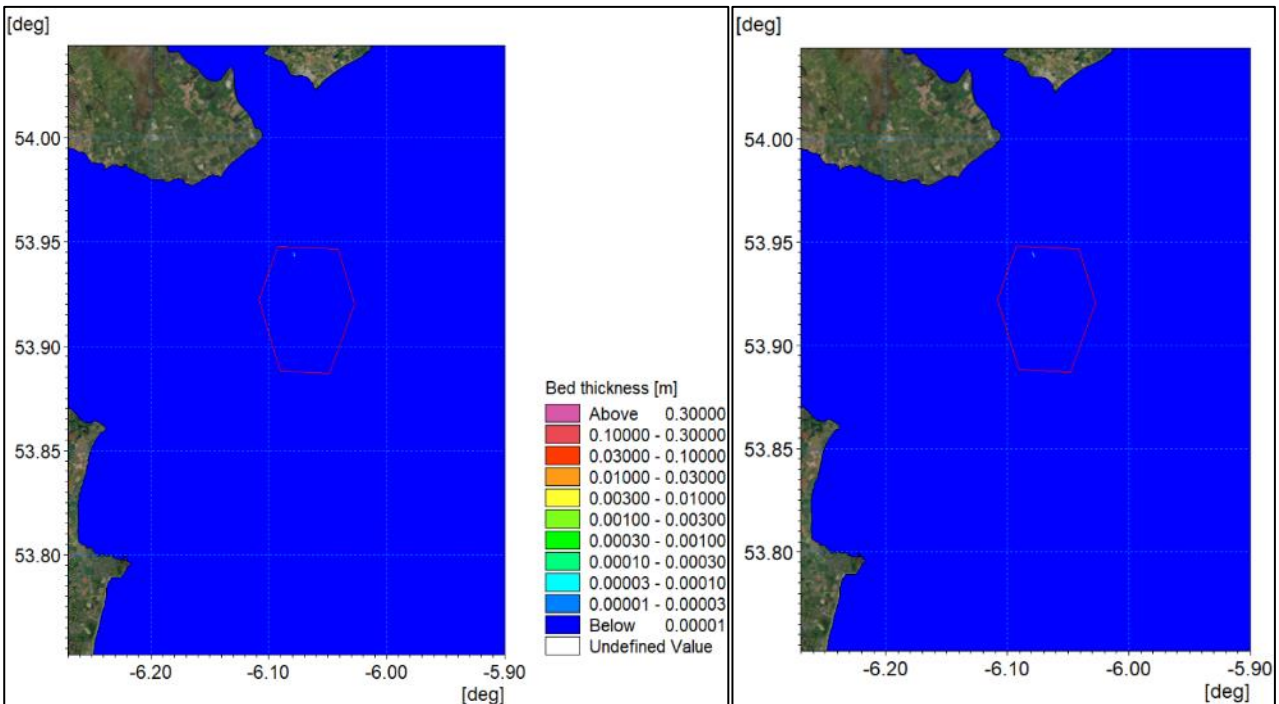 [deg]
54.00
53.95
53.90
53.85
53.80
-6.20
-6.10
-6.00
-5.90
[deg]
Bed thickness [m]
Above 0.30000
0.10000 - 0.30000
0.03000 - 0.10000
0.01000 - 0.03000
0.00300 - 0.01000
0.00100 - 0.00300
0.00030 - 0.00100
0.00010 - 0.00030
0.00003 - 0.00010
0.00001 - 0.00003
Below 0.00001
Undefined Value
[deg]
54.00
53.95
53.90
53.85
53.80
-6.20
-6.10
-6.00
-5.90
[deg]